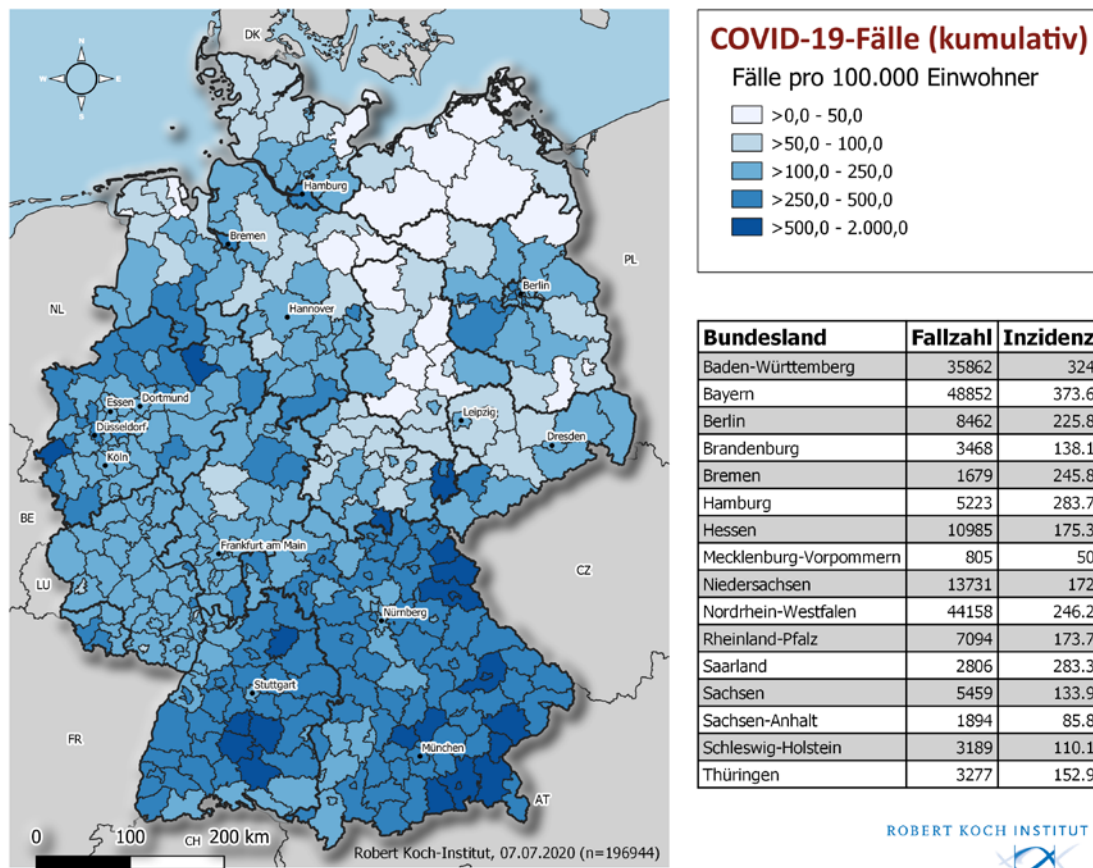 DK
N
W
E
S
Hamburg
Bremen
PL
Berlin
NL
Hannover
Essen
Dortmund
Düsseldorf
Leipzig
Köln
Dresden
BE
Frankfurt am Main
LU
CZ
Nürnberg
Stuttgart
FR
München
AT
CH
0 100 200 km
Robert Koch-Institut, 07.07.2020 (n=196944)
COVID-19-Fälle (kumulativ)
Fälle pro 100.000 Einwohner
>0,0 - 50,0
>50,0 - 100,0
>100,0 - 250,0
>250,0 - 500,0
>500,0 - 2.000,0
Bundesland Fallzahl Inzidenz
Baden-Württemberg 35862 324
Bayern 48852 373.6
Berlin 8462 225.8
Brandenburg 3468 138.1
Bremen 1679 245.8
Hamburg 5223 283.7
Hessen 10985 175.3
Mecklenburg-Vorpommern 805 50
Niedersachsen 13731 172
Nordrhein-Westfalen 44158 246.2
Rheinland-Pfalz 7094 173.7
Saarland 2806 283.3
Sachsen 5459 133.9
Sachsen-Anhalt 1894 85.8
Schleswig-Holstein 3189 110.1
Thüringen 3277 152.9
ROBERT KOCH INSTITUT